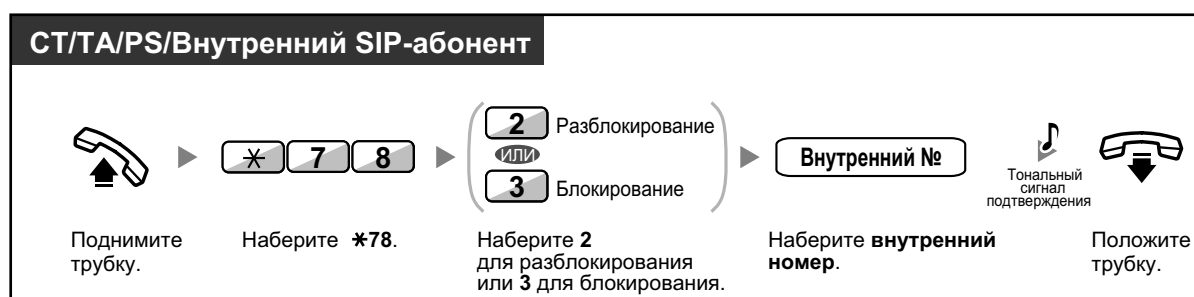 СТ/ТА/PS/Внутренний SIP-абонент
✳ 7 8
2 Разблокирование
или
3 Блокирование
Внутренний №
Тональный
сигнал
подтверждения
Поднимите
трубку.
Наберите ✳78.
Наберите 2
для разблокирования
или 3 для блокирования.
Наберите внутренний
номер.
Положите
трубку.